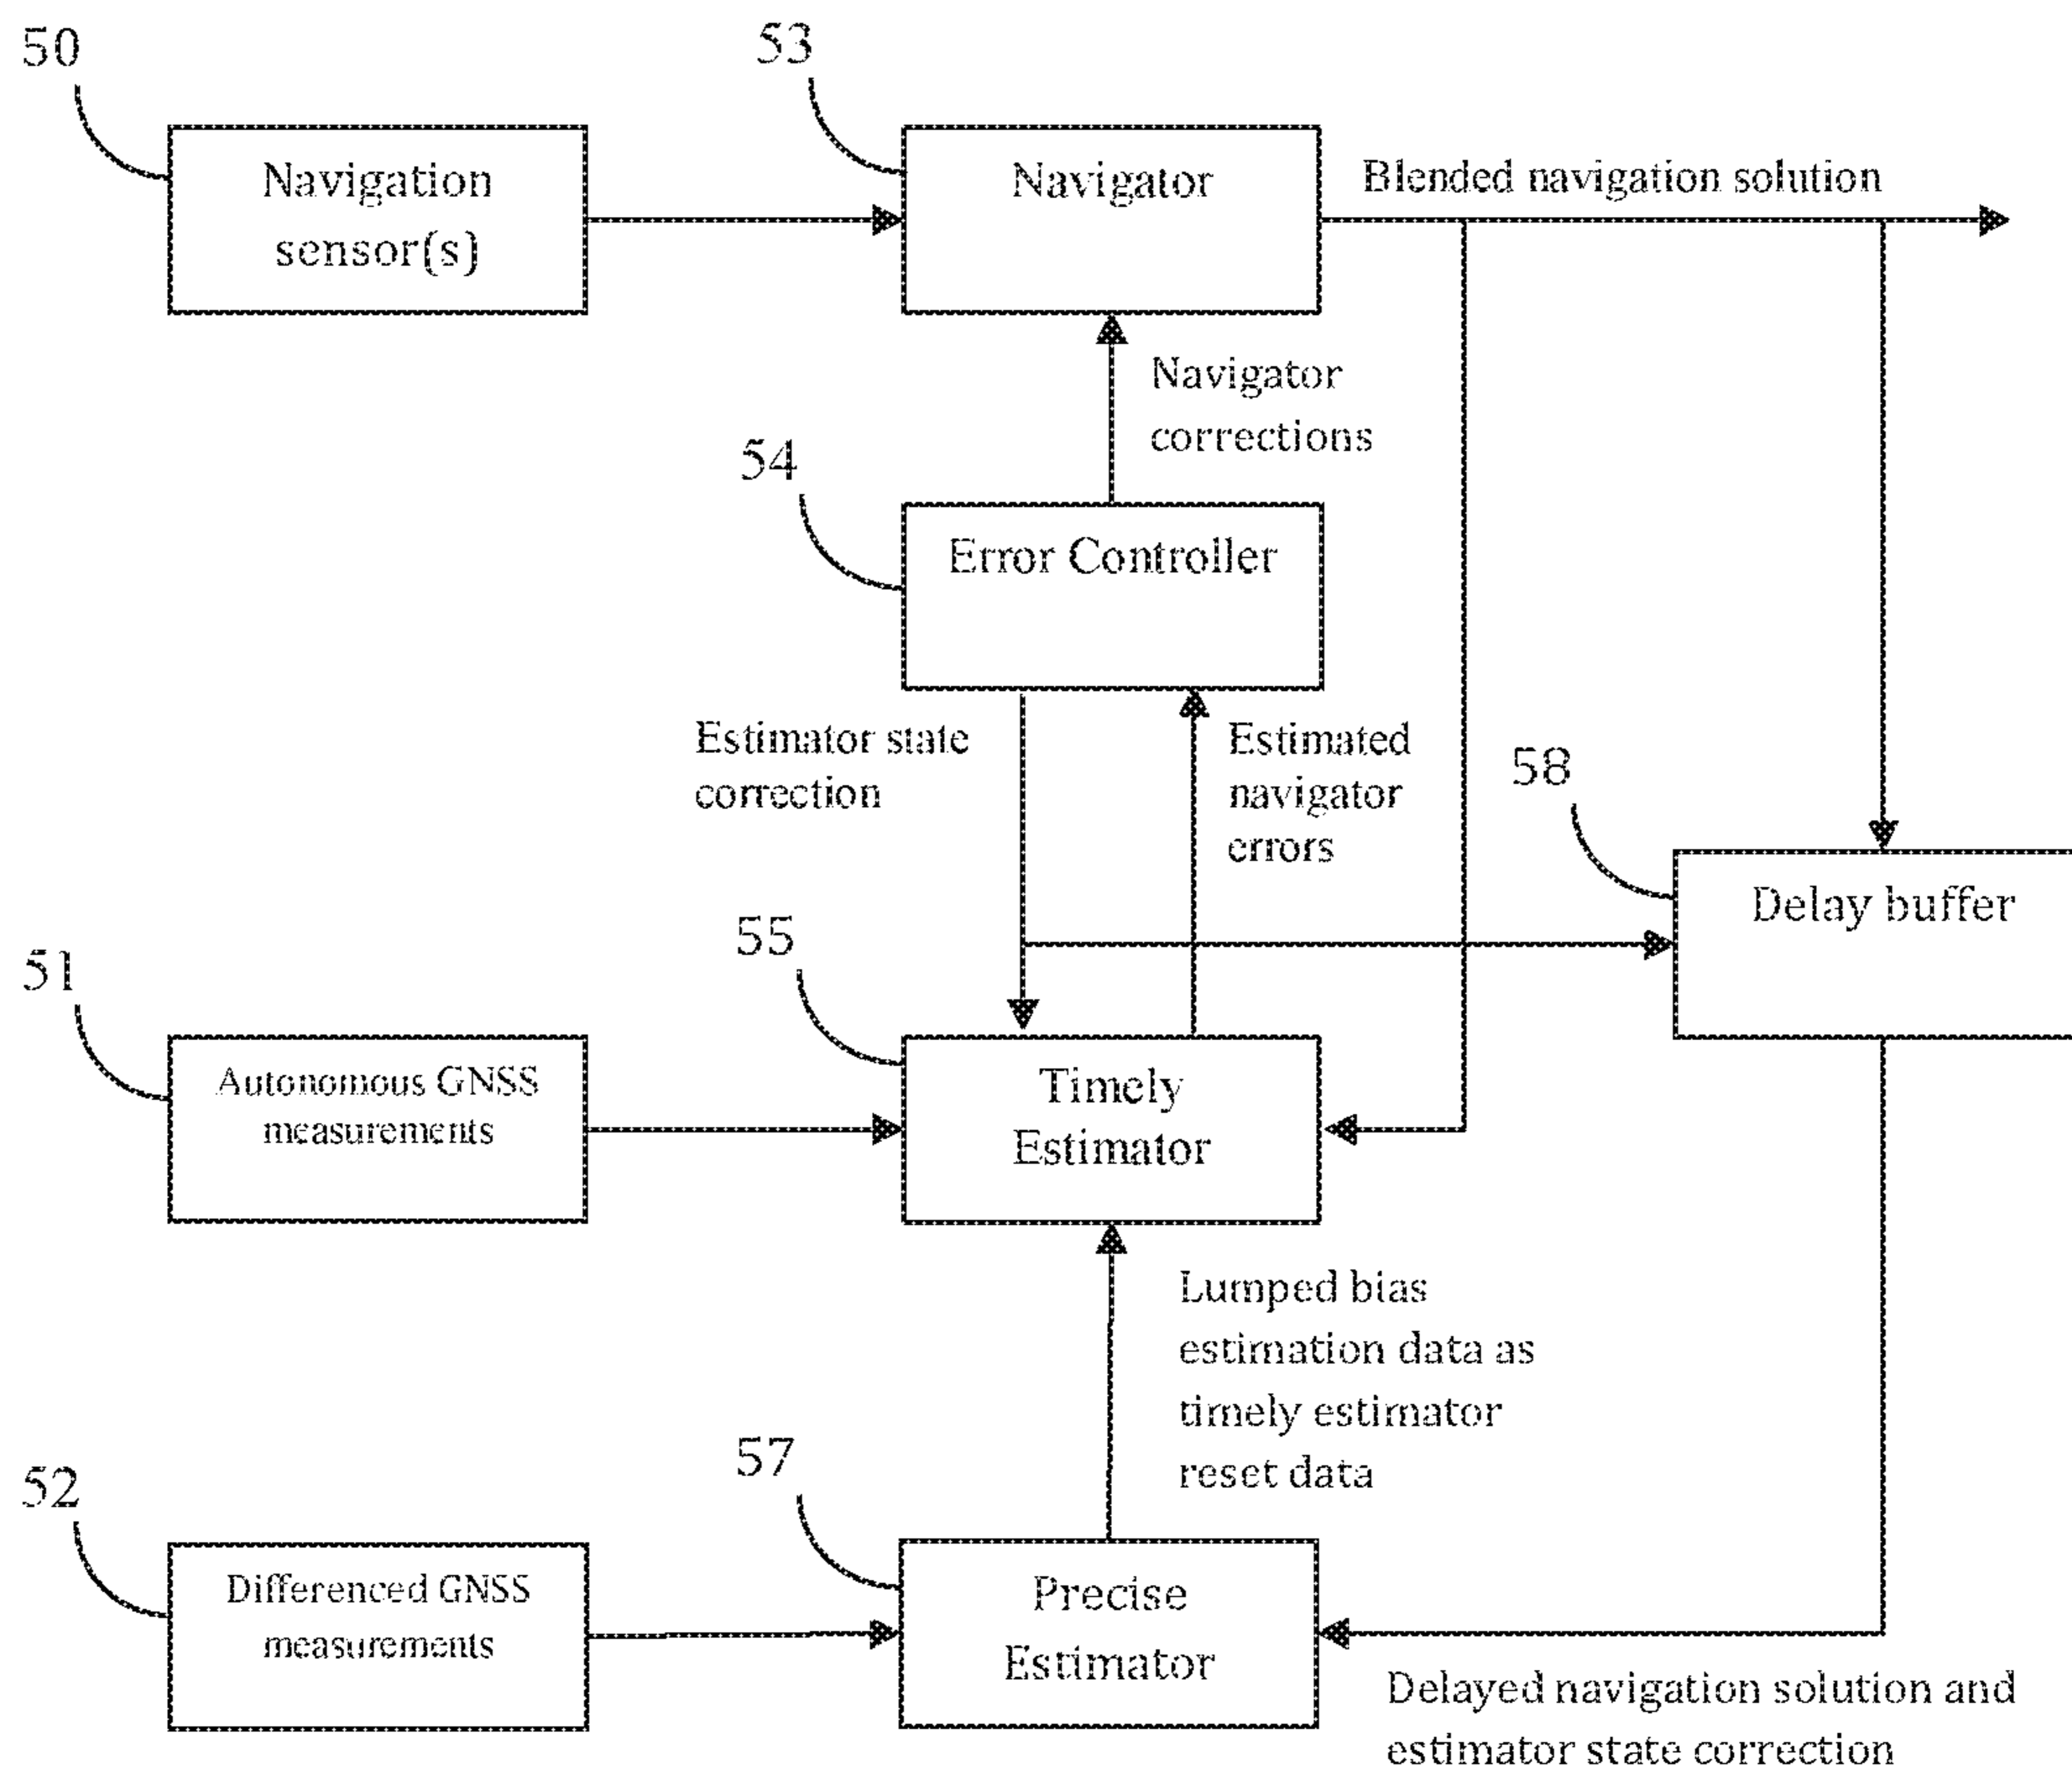 50
53
Navigation
sensor(s)
Navigator
Blended navigation solution
Navigator
corrections
54
Error Controller
Estimator state
correction
Estimated
navigator
errors
58
Delay buffer
55
51
Autonomous GNSS
measurements
Timely
Estimator
Lumped bias
estimation data as
timely estimator
reset data
57
52
Differenced GNSS
measurements
Precise
Estimator
Delayed navigation solution and
estimator state correction